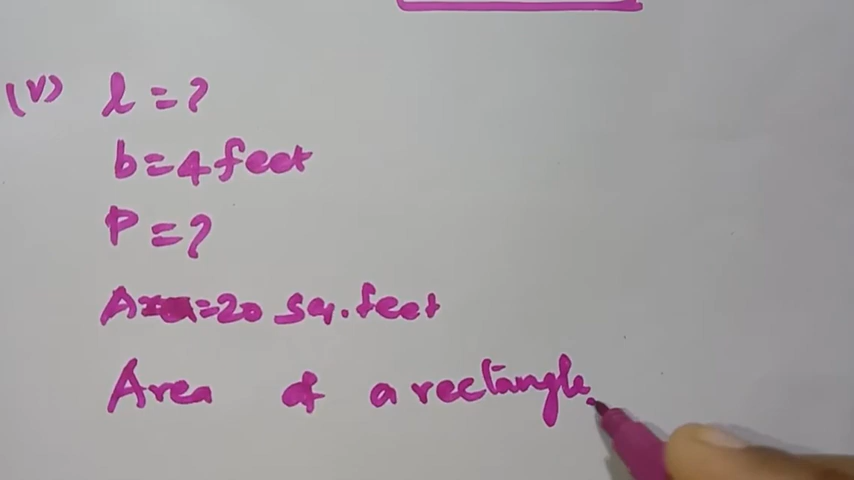 (V) l = ?
b = 4 feet
P = ?
A = 20 sq. feet
Area of a rectangle